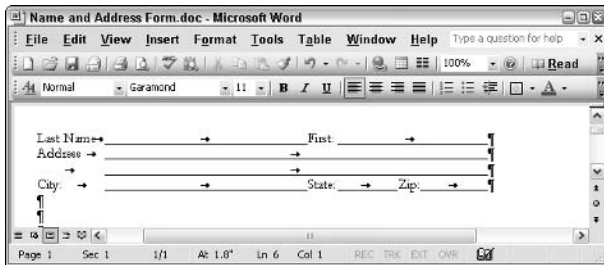 Name and Address Form.doc - Microsoft Word
File Edit View Insert Format Tools Table Window Help Type a question for help
100% Read
Normal Garamond 11 B I U A
Last Name → → First: → ¶
Address → → ¶
→ → ¶
City: → → State: → Zip: → ¶
¶
¶
Page 1 Sec 1 1/1 At 1.8" Ln 6 Col 1 REC TRK EXT OVR